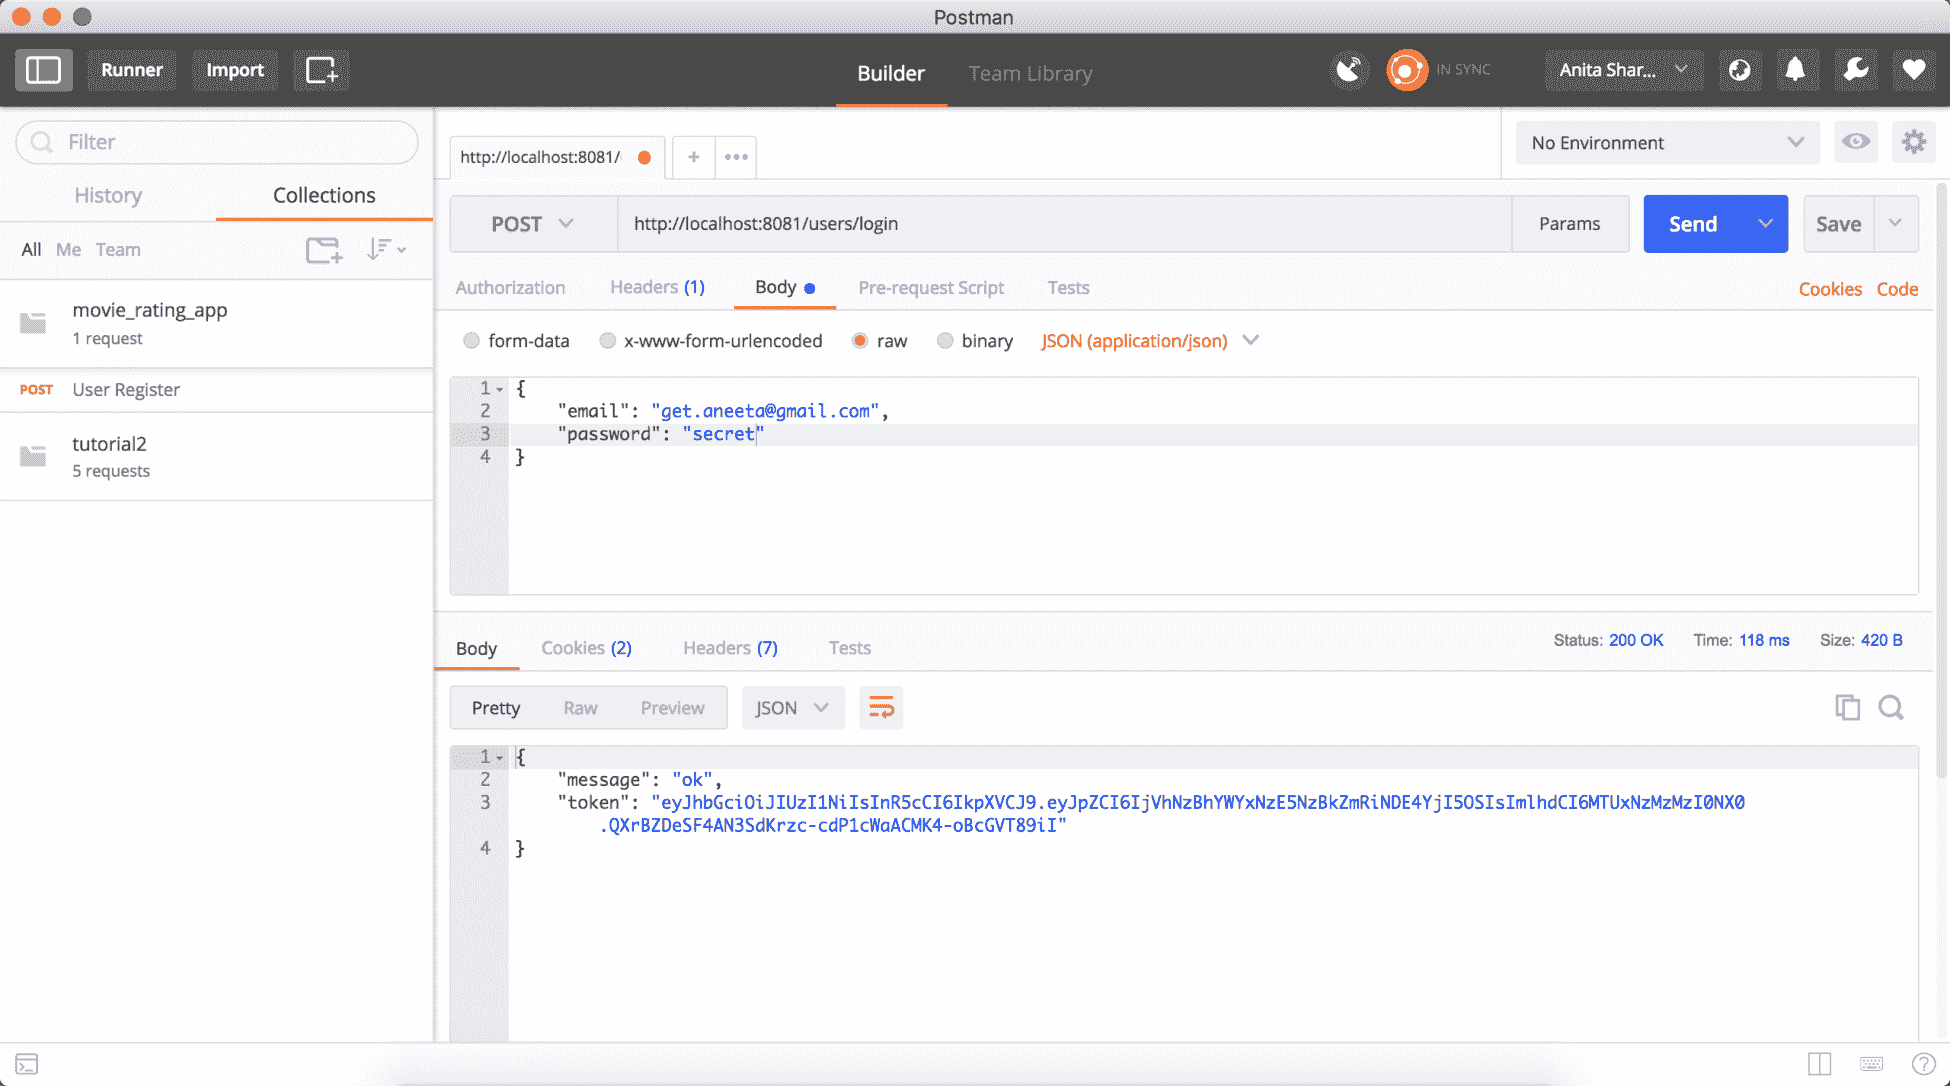 Postman
Runner
Import
Builder
Team Library
IN SYNC
Anita Shar...
Filter
History
Collections
All Me Team
movie_rating_app
1 request
POST User Register
tutorial2
5 requests
http://localhost:8081/
No Environment
POST
http://localhost:8081/users/login
Params
Send
Save
Authorization
Headers (1)
Body
Pre-request Script
Tests
Cookies
Code
form-data
x-www-form-urlencoded
raw
binary
JSON (application/json)
1 {
2 "email": "get.aneeta@gmail.com",
3 "password": "secret"
4 }
Body
Cookies (2)
Headers (7)
Tests
Status: 200 OK
Time: 118 ms
Size: 420 B
Pretty
Raw
Preview
JSON
1 {
2 "message": "ok",
3 "token": "eyJhbGciOiJIUzI1NiIsInR5cCI6IkpXVCJ9.eyJpZCI6IjVhNzBhYWYxNzE5NzBkZmRiNDE4YjI5OSIsImlhdCI6MTUxNzMzMzI0NX0
.QXrBZDeSF4AN3SdKrzc-cdP1cWaACMK4-oBcGVT89iI"
4 }